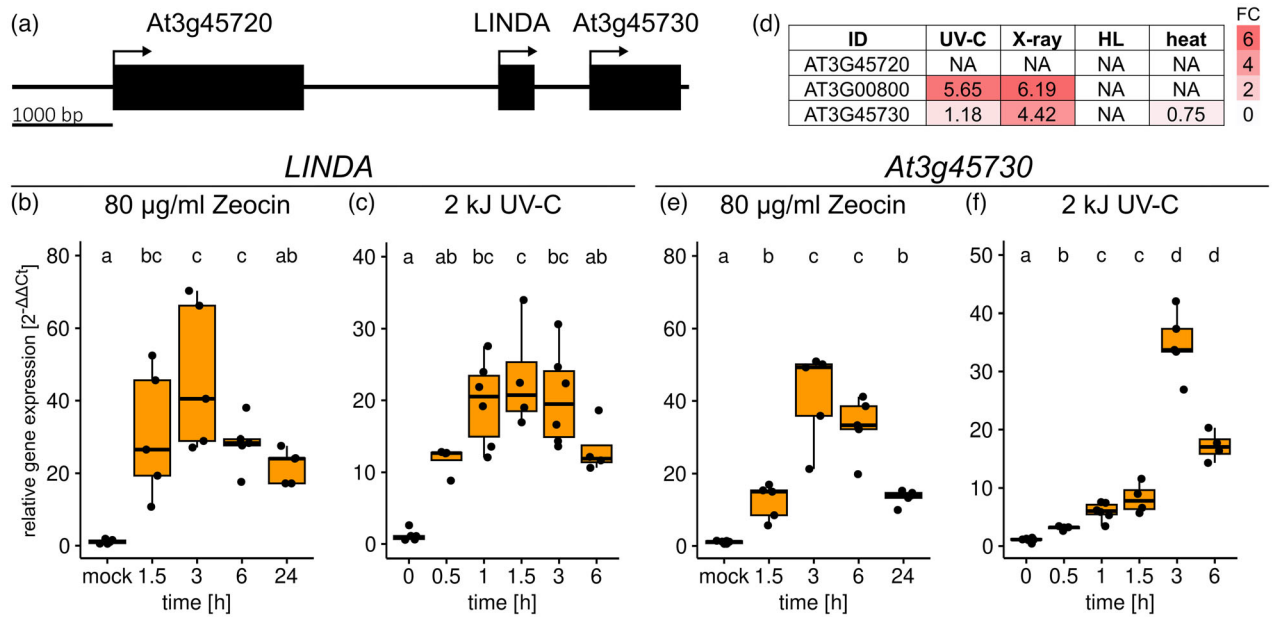 (a)
At3g45720 LINDA At3g45730
1000 bp
(d)
FC
ID UV-C X-ray HL heat
AT3G45720 NA NA NA NA
AT3G00800 5.65 6.19 NA NA
AT3G45730 1.18 4.42 NA 0.75
6
4
2
0
LINDA
At3g45730
(b) 80 µg/ml Zeocin
relative gene expression [2-ΔΔCt]
80
60
40
20
0
a bc c c ab
mock 1.5 3 6 24
time [h]
(c) 2 kJ UV-C
40
30
20
10
0
a ab bc c bc ab
0 0.5 1 1.5 3 6
time [h]
(e) 80 µg/ml Zeocin
80
60
40
20
0
a b c c b
mock 1.5 3 6 24
time [h]
(f) 2 kJ UV-C
50
40
30
20
10
0
a b c c d d
0 0.5 1 1.5 3 6
time [h]